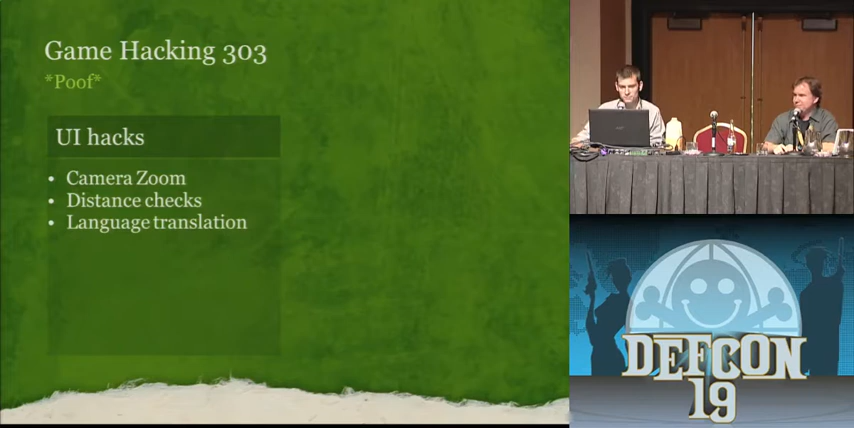 Game Hacking 303
*Poof*
UI hacks
• Camera Zoom
• Distance checks
• Language translation
DEFCON
19